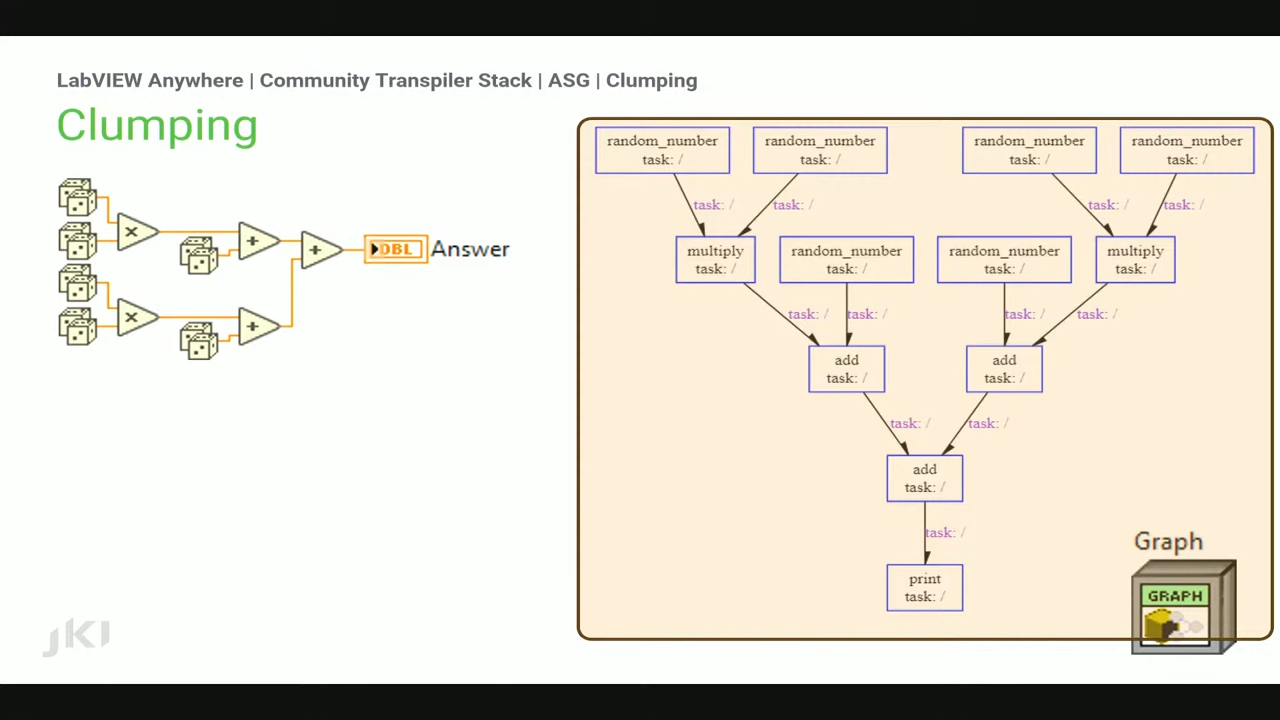 LabVIEW Anywhere | Community Transpiler Stack | ASG | Clumping
Clumping
DBL
Answer
random_number
task: /
random_number
task: /
random_number
task: /
random_number
task: /
task: /
task: /
task: /
task: /
multiply
task: /
random_number
task: /
random_number
task: /
multiply
task: /
task: /
task: /
task: /
task: /
add
task: /
add
task: /
task: /
task: /
add
task: /
task: /
print
task: /
Graph
GRAPH
JKI